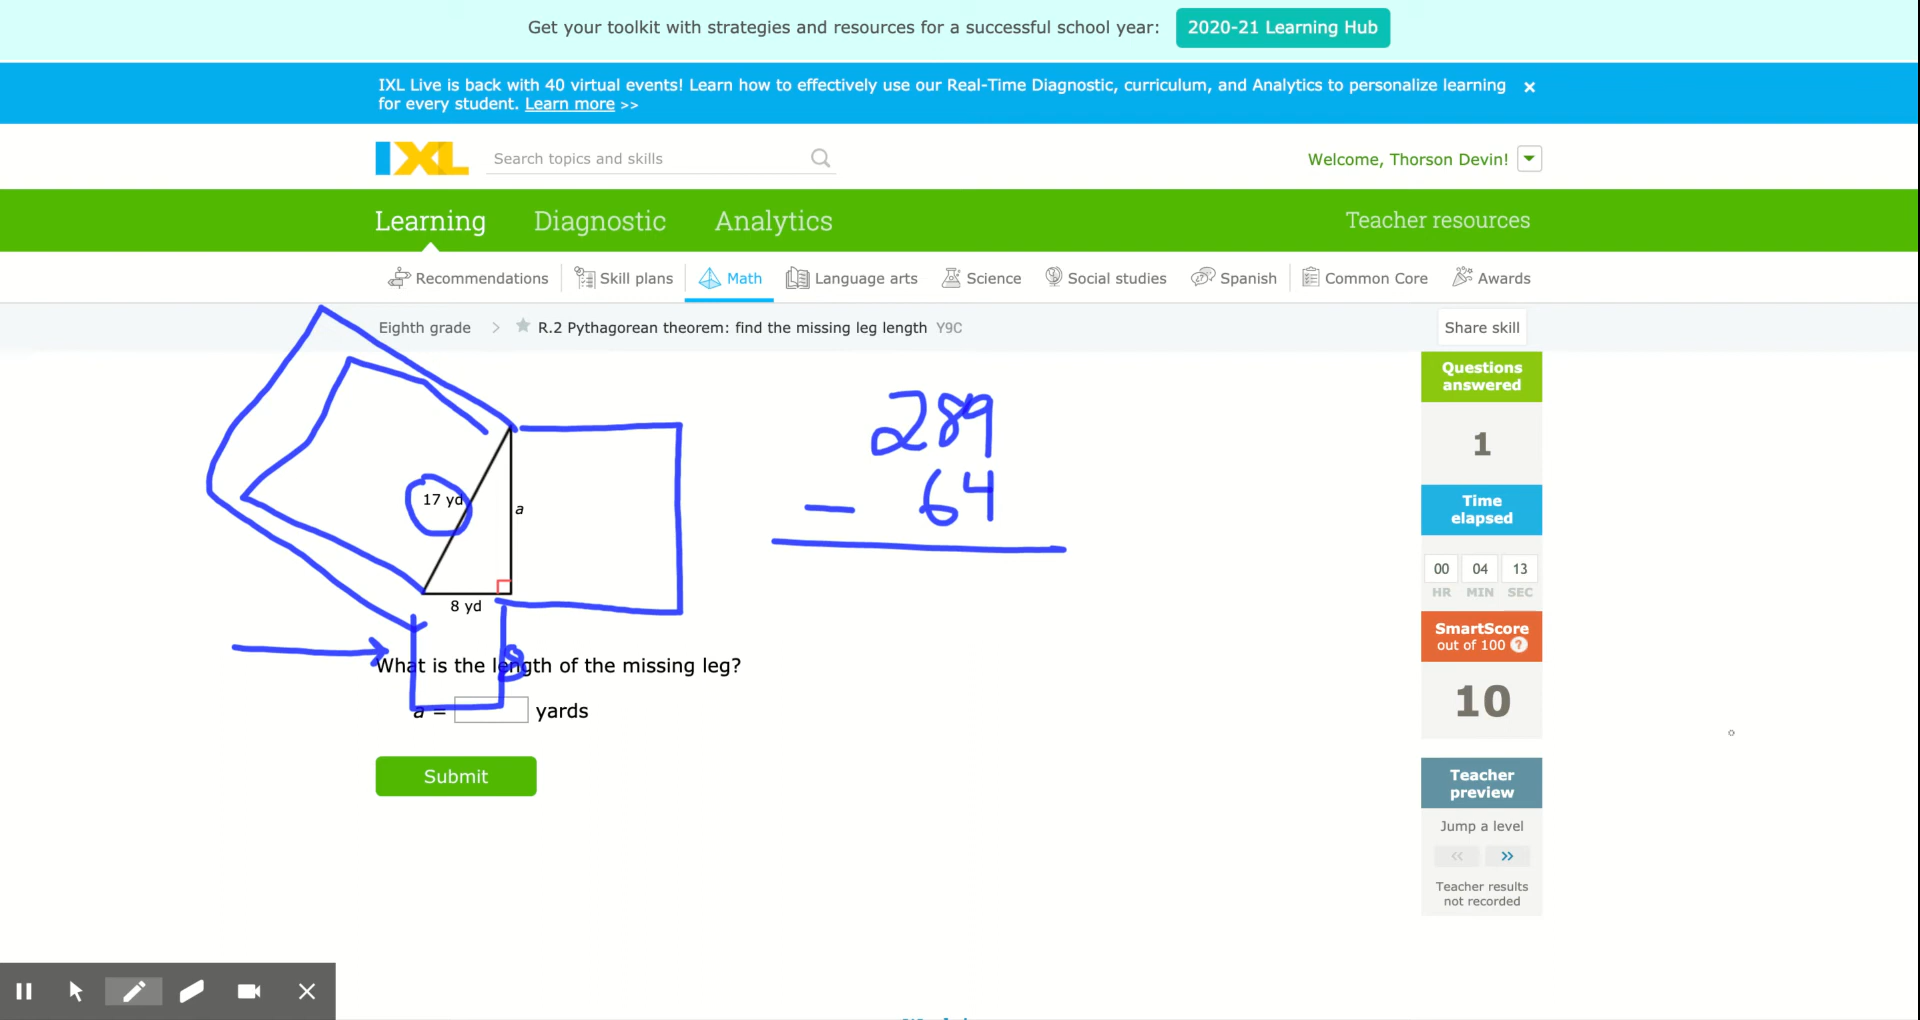 Get your toolkit with strategies and resources for a successful school year: 2020-21 Learning Hub
IXL Live is back with 40 virtual events! Learn how to effectively use our Real-Time Diagnostic, curriculum, and Analytics to personalize learning
for every student. Learn more >>
IXL Search topics and skills Welcome, Thorson Devin!
Learning Diagnostic Analytics Teacher resources
Recommendations Skill plans Math Language arts Science Social studies Spanish Common Core Awards
Eighth grade > R.2 Pythagorean theorem: find the missing leg length Y9C Share skill
Questions
answered
1
Time
elapsed
00 04 13
HR MIN SEC
SmartScore
out of 100 ?
10
Teacher
preview
Jump a level
<< >>
Teacher results
not recorded
289
- 64
17 yd
a
8 yd
8
What is the length of the missing leg?
a = yards
Submit